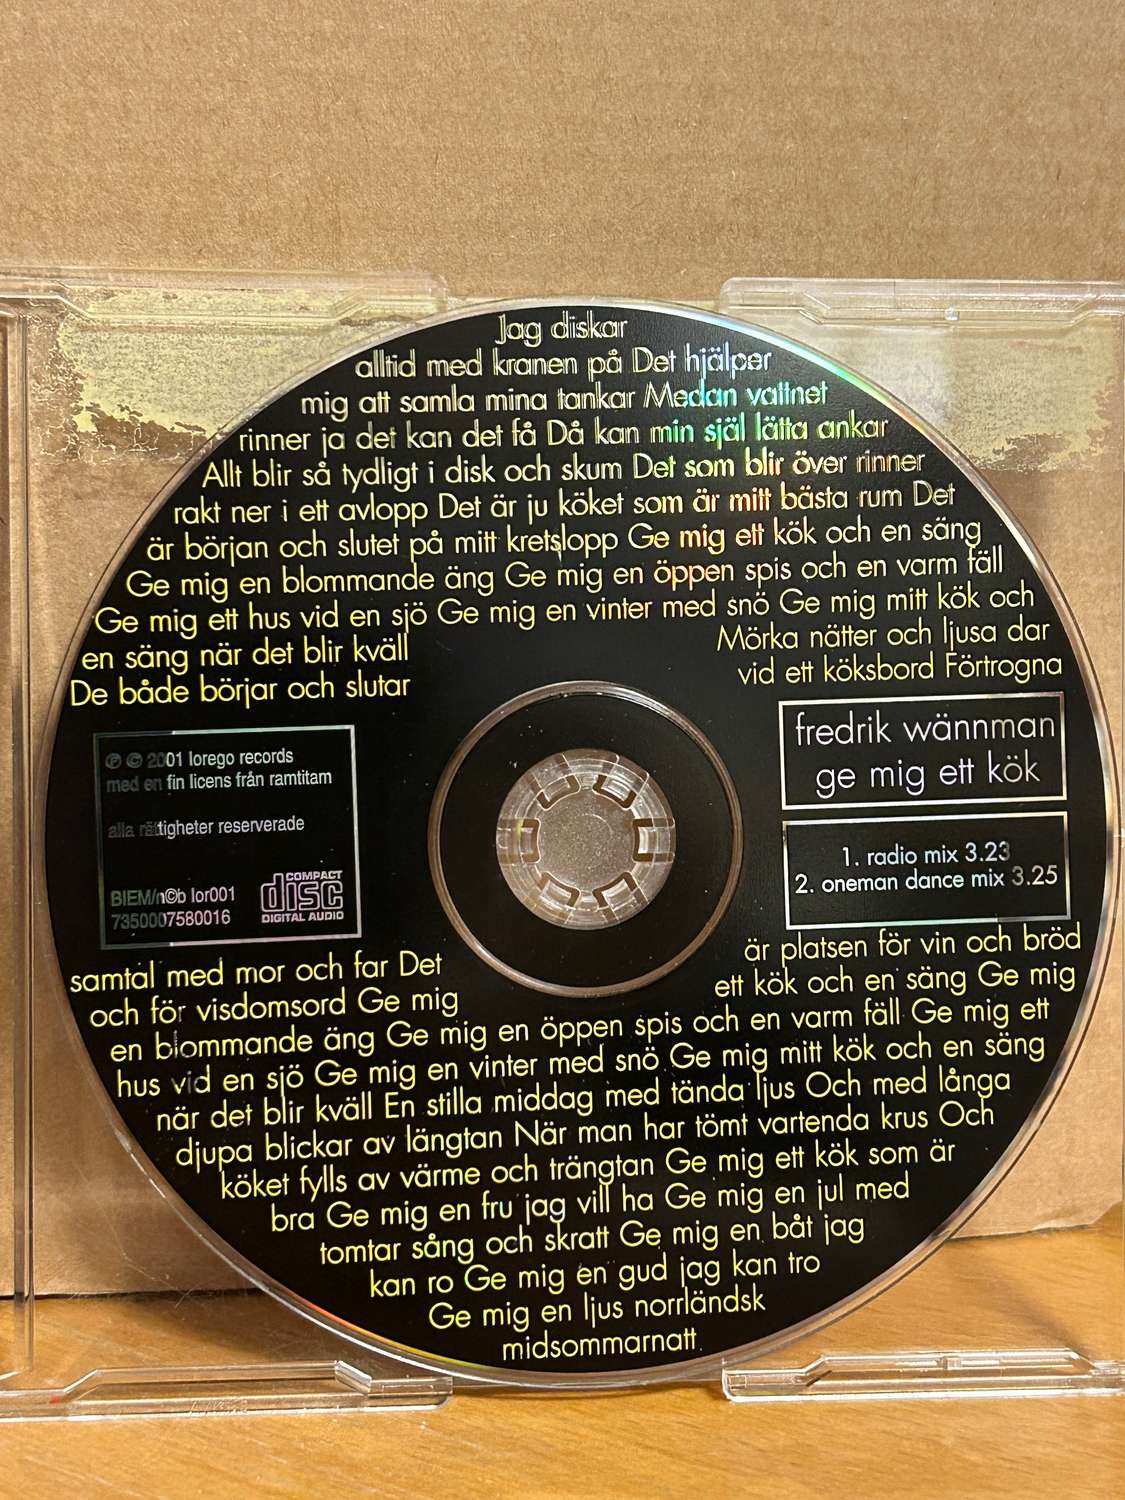 Jag diskar
alltid med kranen på Det hjälper
mig att samla mina tankar Medan vattnet
rinner ja det kan det få Då kan min själ lätta ankar
Allt blir så tydligt i disk och skum Det som blir över rinner
rakt ner i ett avlopp Det är ju köket som är mitt bästa rum Det
är början och slutet på mitt kretslopp Ge mig ett kök och en säng
Ge mig en blommande äng Ge mig en öppen spis och en varm fäll
Ge mig ett hus vid en sjö Ge mig en vinter med snö Ge mig mitt kök och
en säng när det blir kväll
Mörka nätter och ljusa dar
De både börjar och slutar
vid ett köksbord Förtrogna
℗ © 2001 lorego records
med en fin licens från ramtitam
alla rättigheter reserverade
BIEM/n©b lor001
7350007580016
COMPACT
disc
DIGITAL AUDIO
fredrik wännman
ge mig ett kök
1. radio mix 3.23
2. oneman dance mix 3.25
samtal med mor och far Det
är platsen för vin och bröd
och för visdomsord Ge mig
ett kök och en säng Ge mig
en blommande äng Ge mig en öppen spis och en varm fäll Ge mig ett
hus vid en sjö Ge mig en vinter med snö Ge mig mitt kök och en säng
när det blir kväll En stilla middag med tända ljus Och med långa
djupa blickar av längtan När man har tömt vartenda krus Och
köket fylls av värme och trängtan Ge mig ett kök som är
bra Ge mig en fru jag vill ha Ge mig en jul med
tomtar sång och skratt Ge mig en båt jag
kan ro Ge mig en gud jag kan tro
Ge mig en ljus norrländsk
midsommarnatt